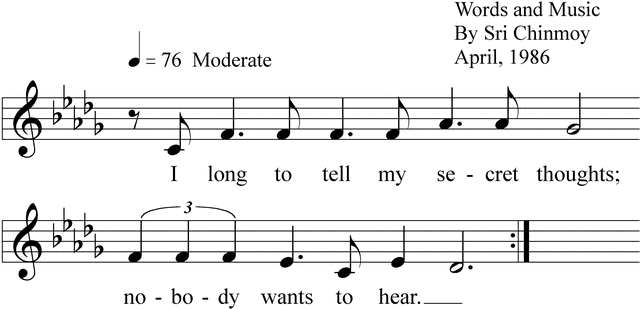 Words and Music
By Sri Chinmoy
April, 1986
♩ = 76 Moderate
I long to tell my se - cret thoughts;
3
no - bo - dy wants to hear.